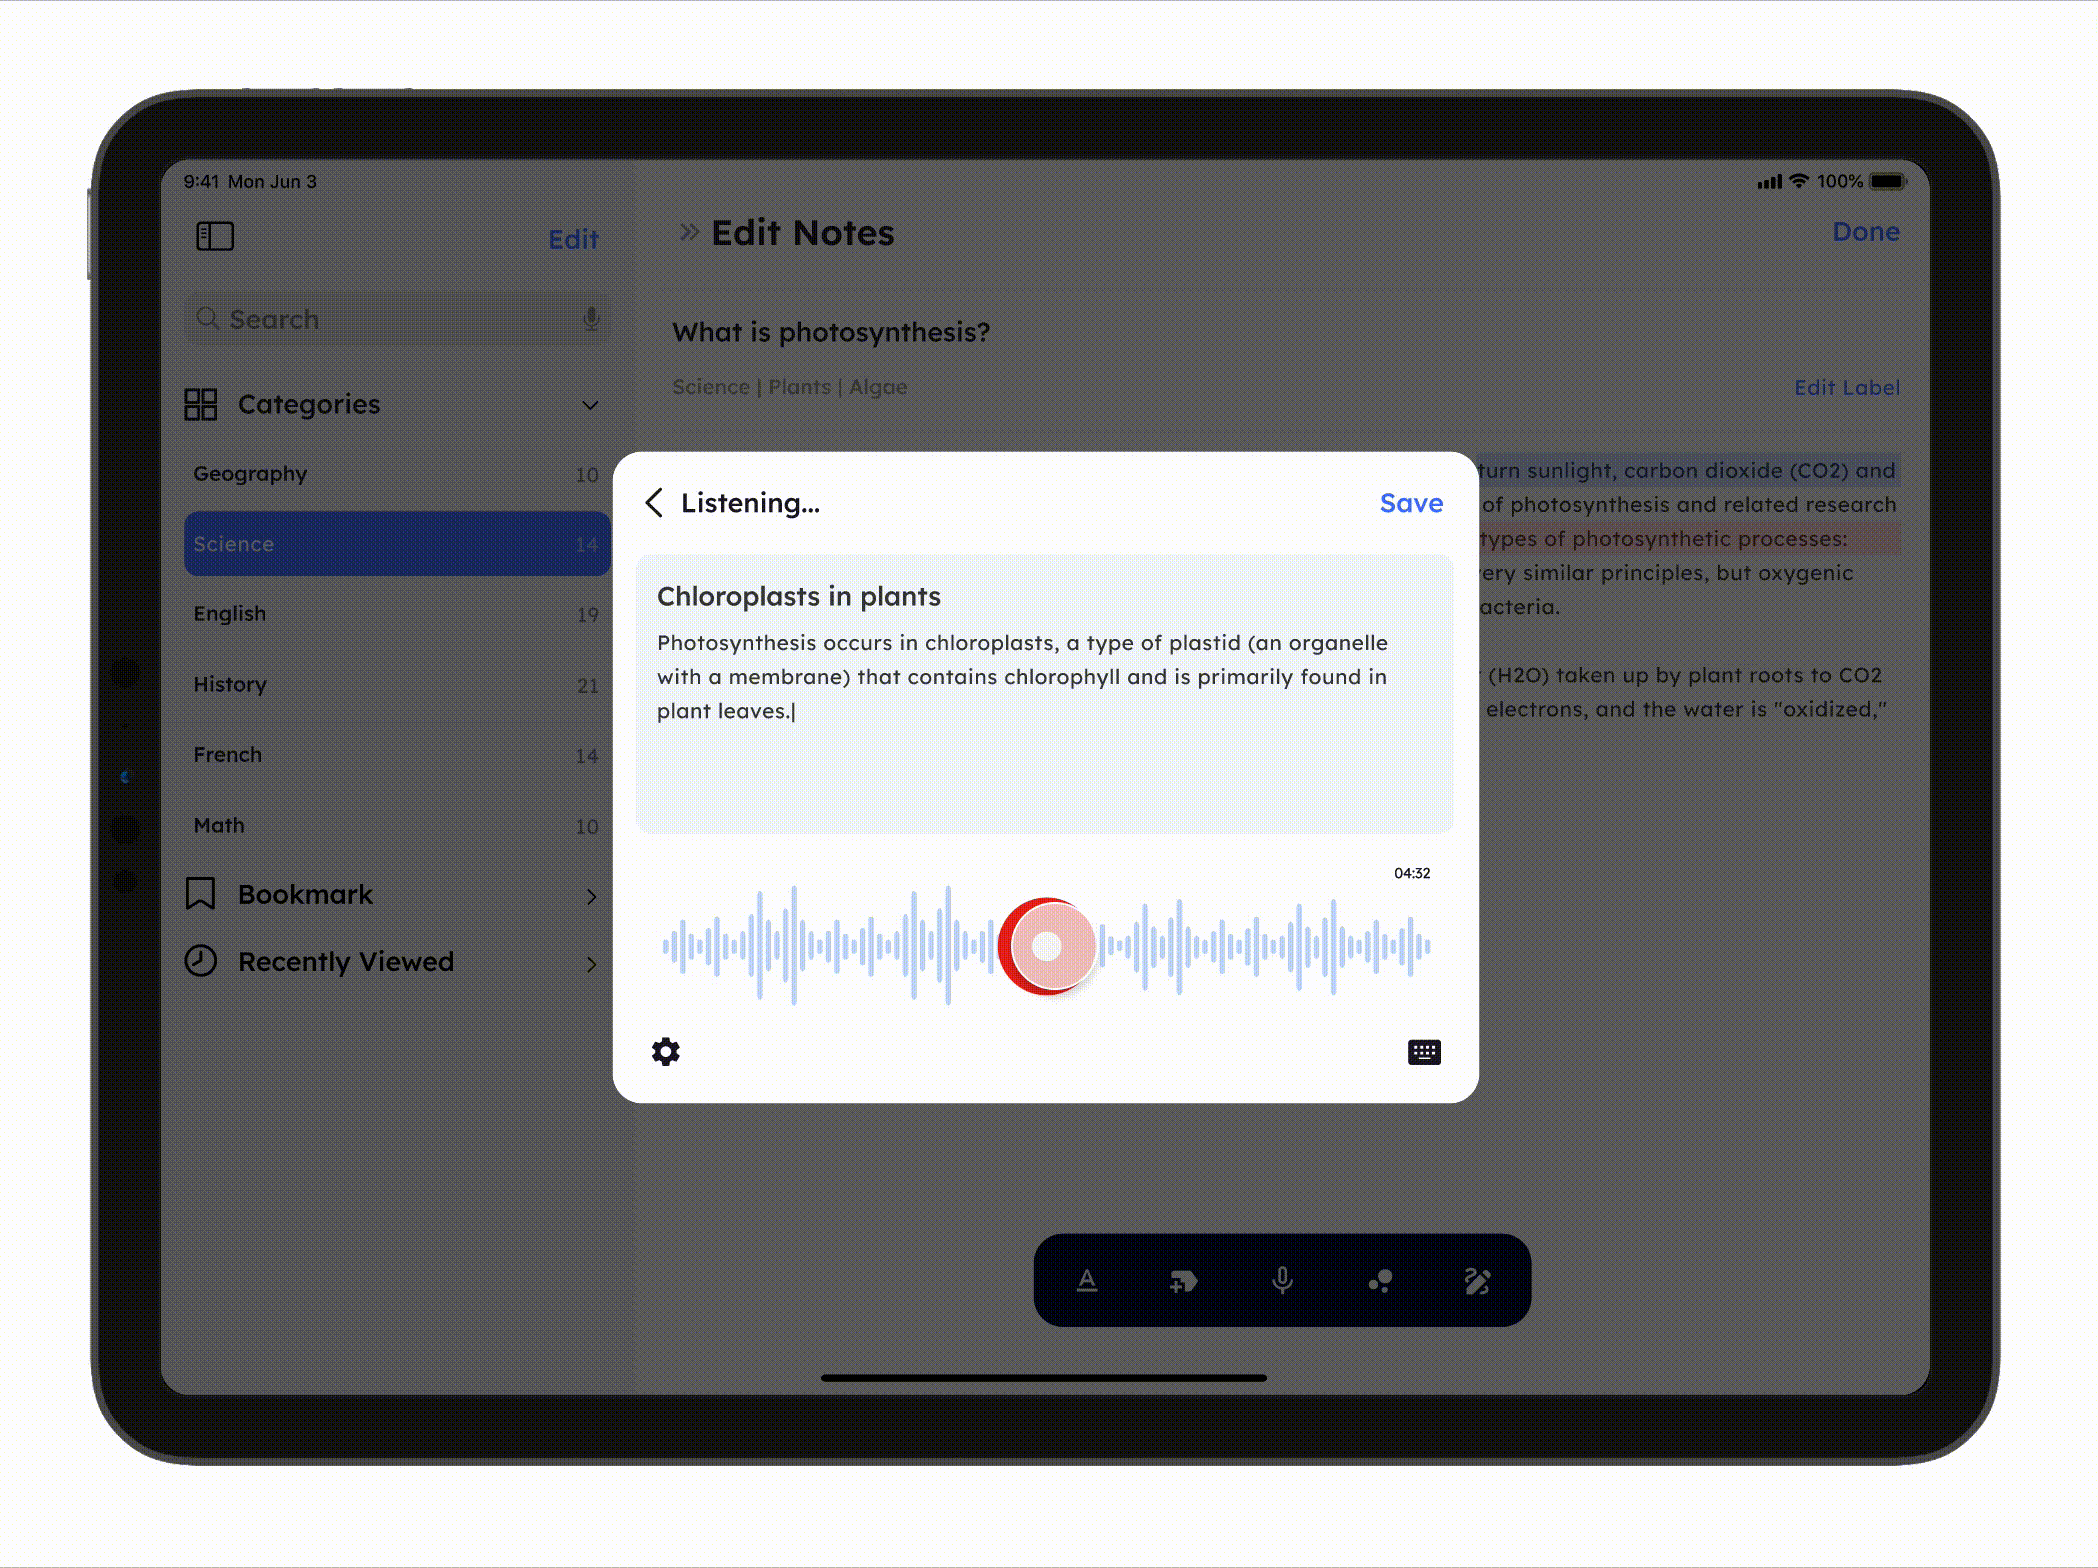 9:41 Mon Jun 3
100%
Edit
Search
Categories
Geography 10
Science 14
English 19
History 21
French 14
Math 10
Bookmark
Recently Viewed
Edit Notes
Done
What is photosynthesis?
Science | Plants | Algae
Edit Label
turn sunlight, carbon dioxide (CO2) and
of photosynthesis and related research
types of photosynthetic processes:
ery similar principles, but oxygenic
acteria.
(H2O) taken up by plant roots to CO2
electrons, and the water is "oxidized,"
Listening...
Save
Chloroplasts in plants
Photosynthesis occurs in chloroplasts, a type of plastid (an organelle
with a membrane) that contains chlorophyll and is primarily found in
plant leaves.
04:32
A